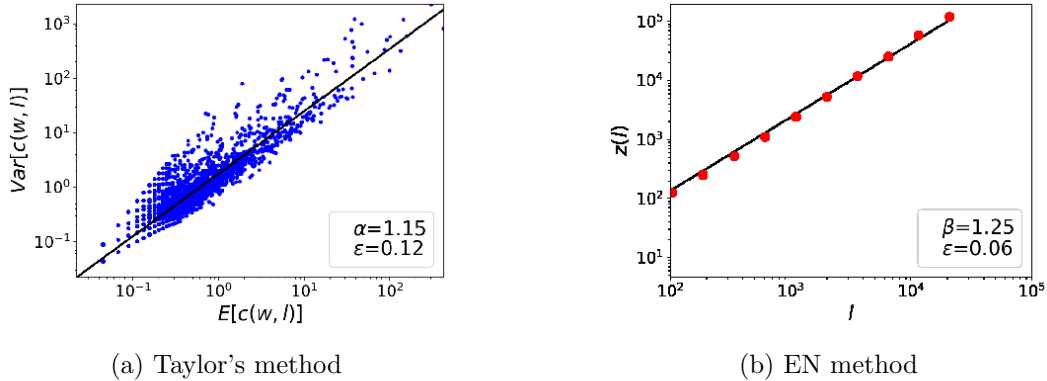 10³
10²
10¹
10⁰
10⁻¹
Var[c(w, l)]
α=1.15
ε=0.12
10⁻¹ 10⁰ 10¹ 10²
E[c(w, l)]
(a) Taylor's method
10⁵
10⁴
10³
10²
10¹
z(l)
β=1.25
ε=0.06
10² 10³ 10⁴ 10⁵
l
(b) EN method